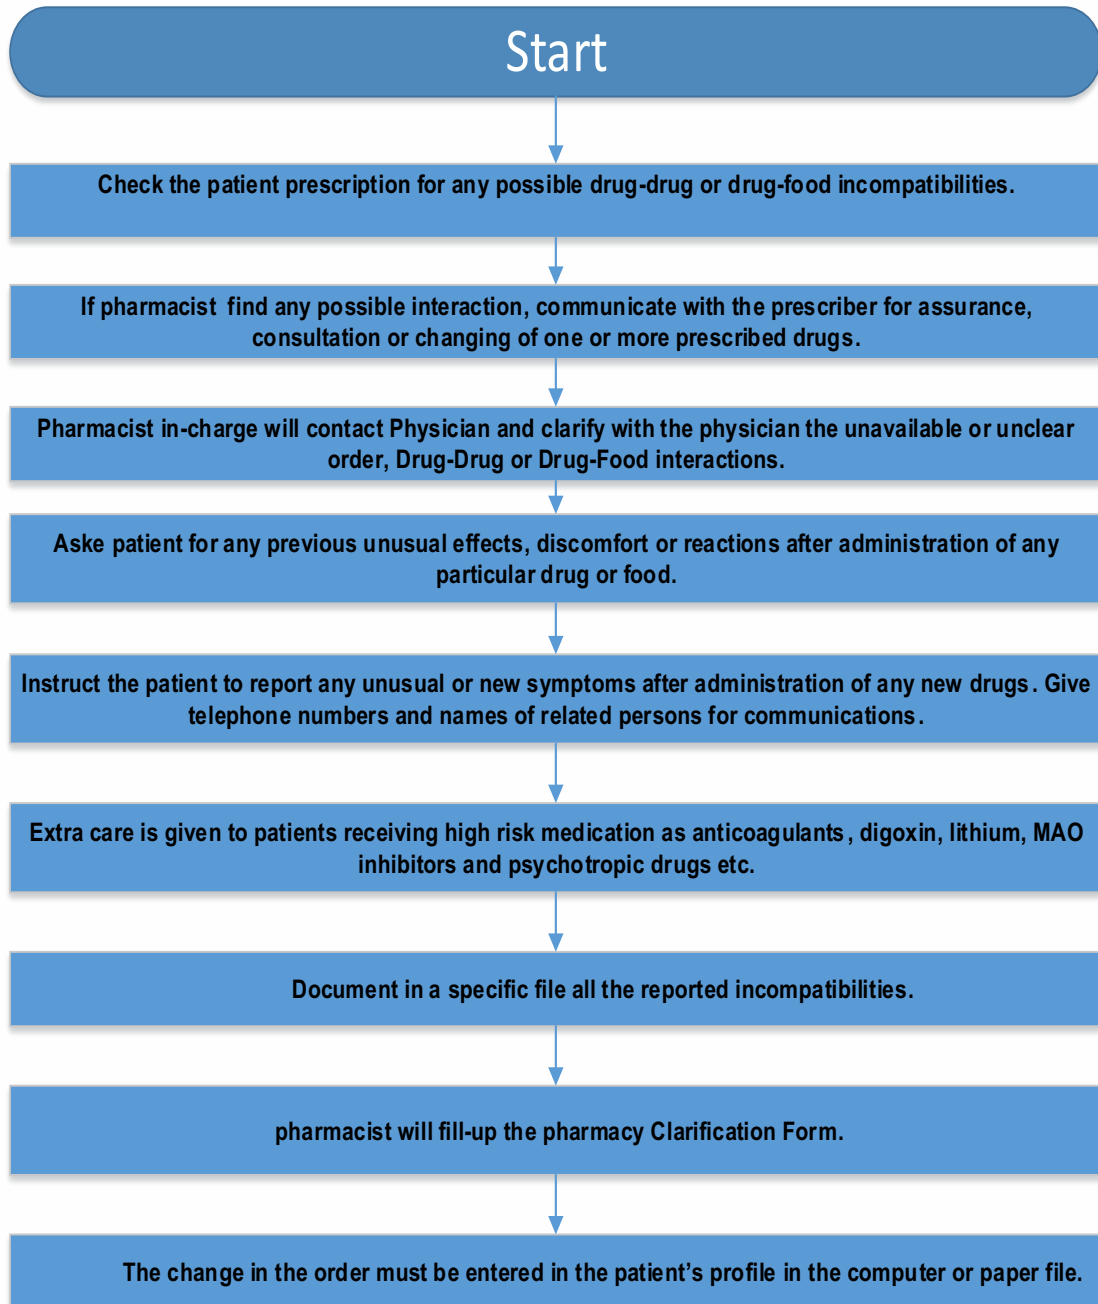 Start
Check the patient prescription for any possible drug-drug or drug-food incompatibilities.
If pharmacist find any possible interaction, communicate with the prescriber for assurance,
consultation or changing of one or more prescribed drugs.
Pharmacist in-charge will contact Physician and clarify with the physician the unavailable or unclear
order, Drug-Drug or Drug-Food interactions.
Aske patient for any previous unusual effects, discomfort or reactions after administration of any
particular drug or food.
Instruct the patient to report any unusual or new symptoms after administration of any new drugs. Give
telephone numbers and names of related persons for communications.
Extra care is given to patients receiving high risk medication as anticoagulants, digoxin, lithium, MAO
inhibitors and psychotropic drugs etc.
Document in a specific file all the reported incompatibilities.
pharmacist will fill-up the pharmacy Clarification Form.
The change in the order must be entered in the patient’s profile in the computer or paper file.